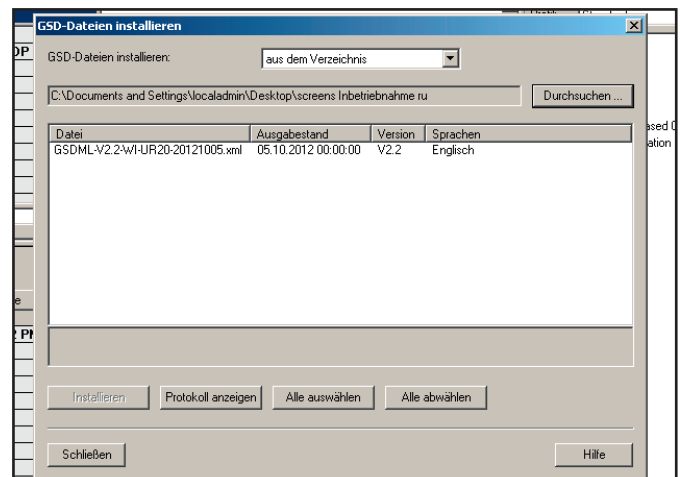 GSD-Dateien installieren
GSD-Dateien installieren: aus dem Verzeichnis
C:\Documents and Settings\localadmin\Desktop\screens Inbetriebnahme ru Durchsuchen ...
Datei Ausgabestand Version Sprachen
GSDML-V2.2-WI-UR20-20121005.xml 05.10.2012 00:00:00 V2.2 Englisch
Installieren Protokoll anzeigen Alle auswählen Alle abwählen
Schließen Hilfe